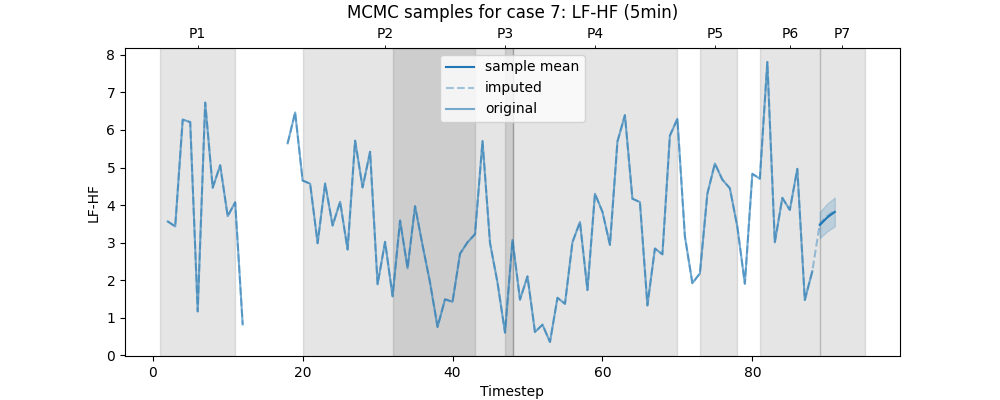 MCMC samples for case 7: LF-HF (5min)
P1 P2 P3 P4 P5 P6 P7
sample mean
imputed
original
LF-HF
8
7
6
5
4
3
2
1
0
0 20 40 60 80
Timestep